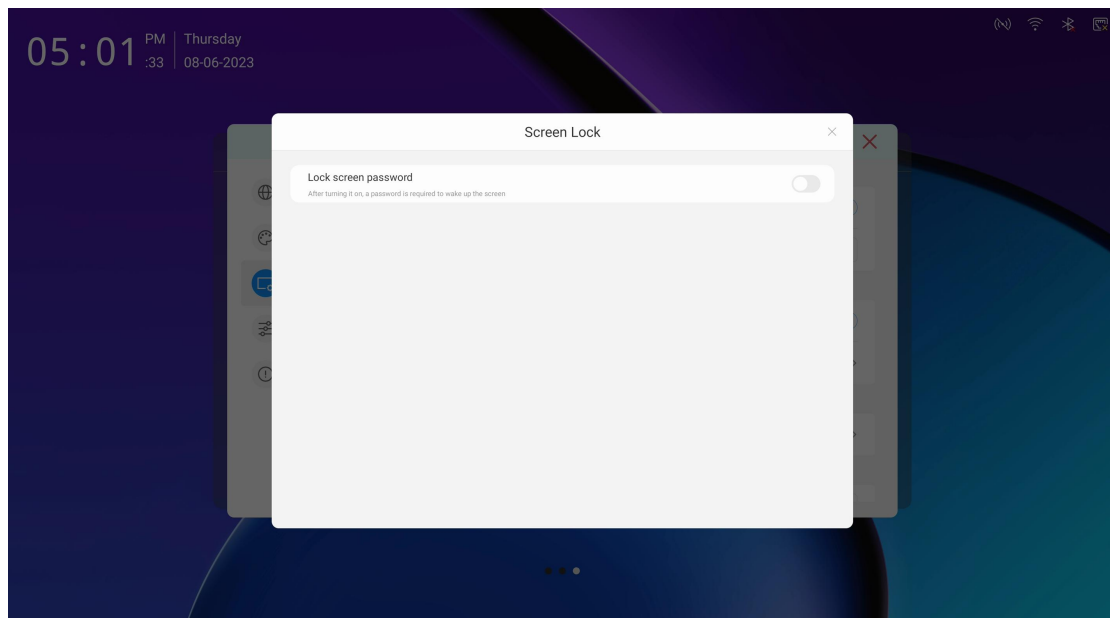 05 : 01 PM :33
Thursday
08-06-2023
Screen Lock
Lock screen password
After turning it on, a password is required to wake up the screen